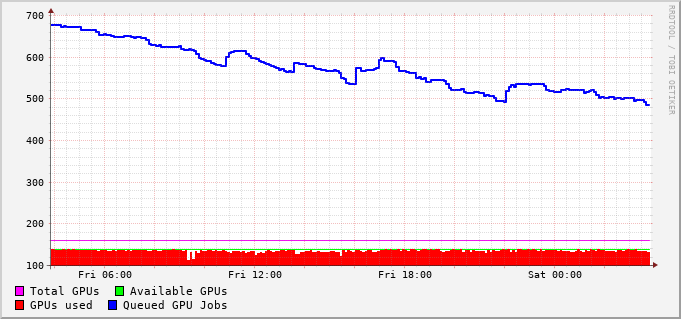 700
600
500
400
300
200
100
Fri 06:00 Fri 12:00 Fri 18:00 Sat 00:00
Total GPUs Available GPUs
GPUs used Queued GPU Jobs
RRDTOOL / TOBI OETIKER